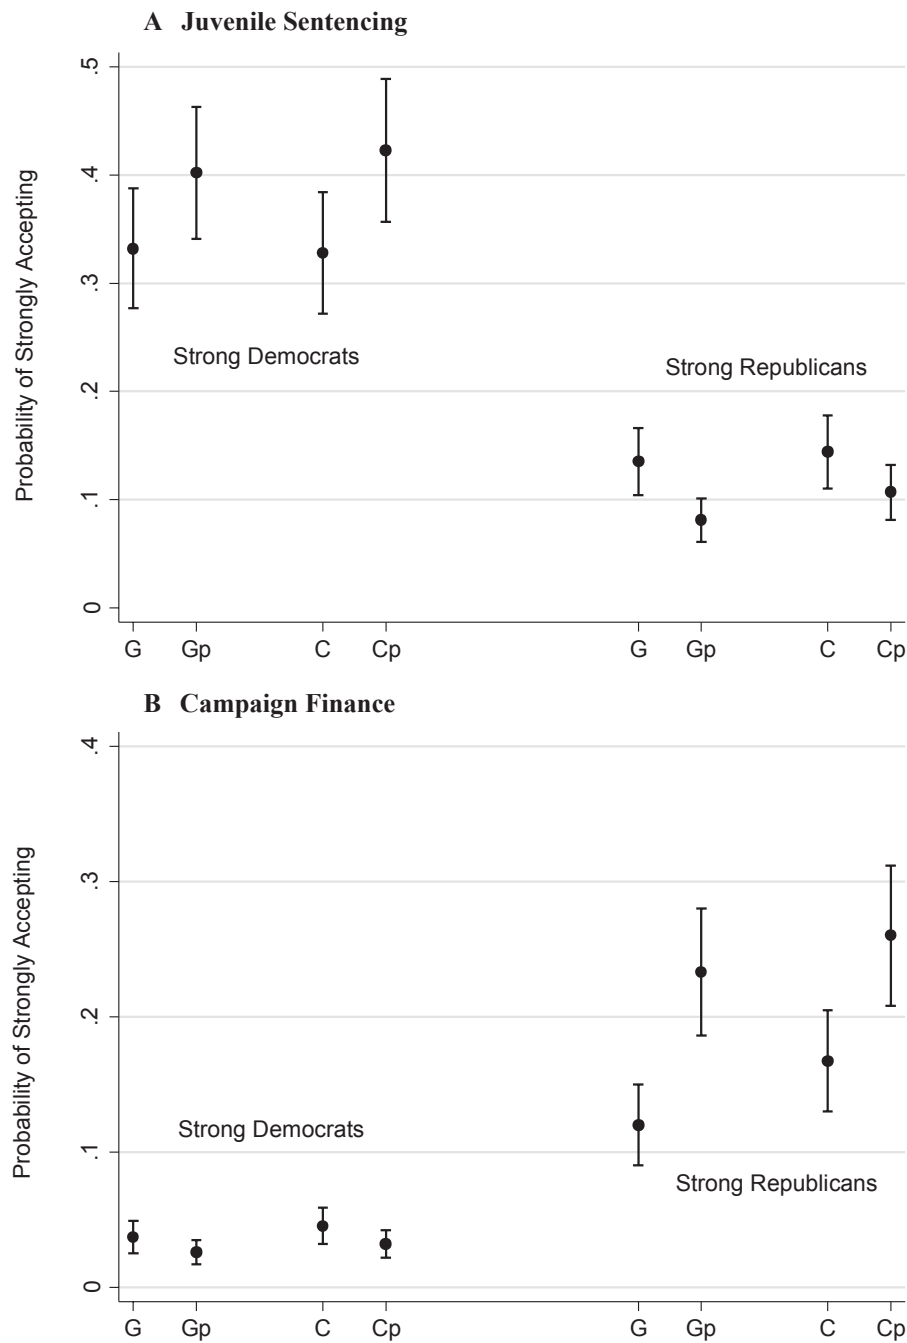 A Juvenile Sentencing
Probability of Strongly Accepting
.5
.4
.3
.2
.1
0
Strong Democrats
Strong Republicans
G Gp C Cp G Gp C Cp
B Campaign Finance
Probability of Strongly Accepting
.4
.3
.2
.1
0
Strong Democrats
Strong Republicans
G Gp C Cp G Gp C Cp